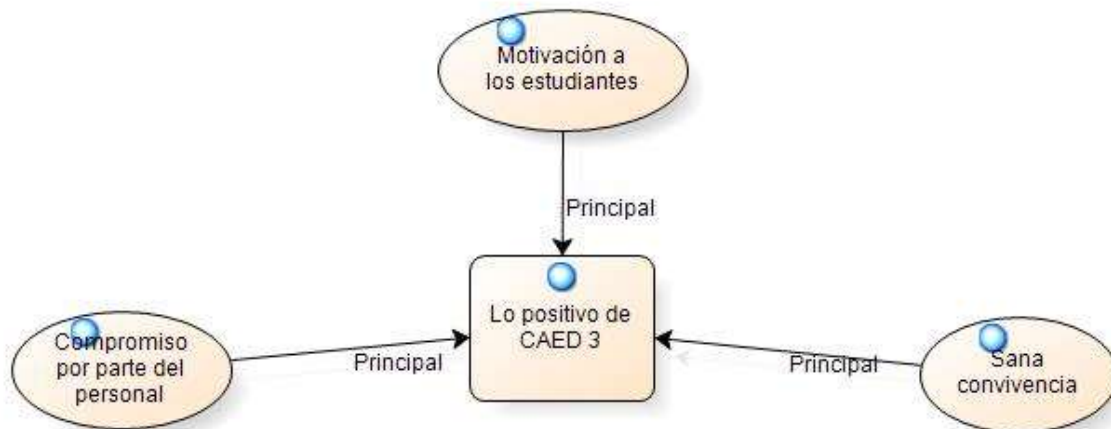 Motivación a
los estudiantes
Principal
Lo positivo de
CAED 3
Compromiso
por parte del
personal
Principal
Principal
Sana
convivencia